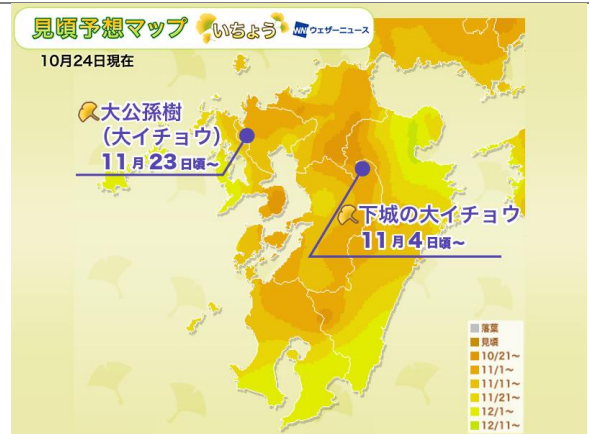 見頃予想マップ いちょう ウェザーニュース
10月24日現在
大公孫樹
(大イチョウ)
11月23日頃~
下城の大イチョウ
11月4日頃~
落葉
見頃
10/21~
11/1~
11/11~
11/21~
12/1~
12/11~